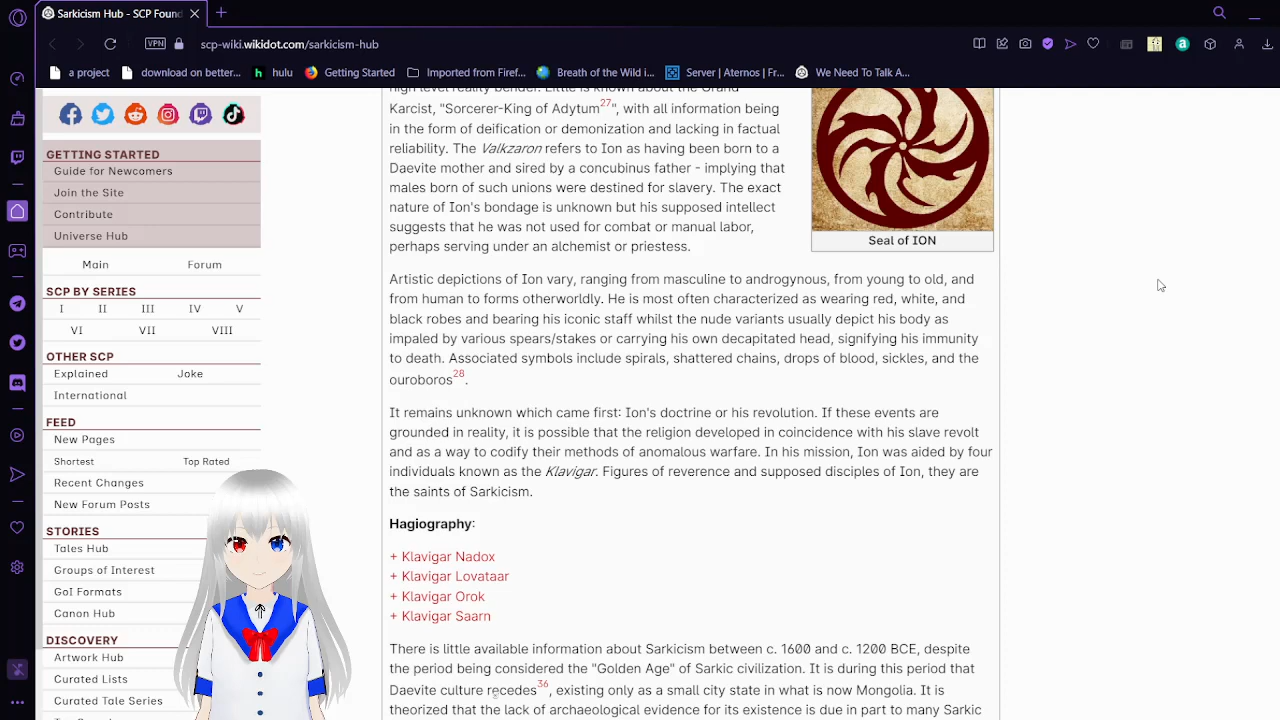 Sarkicism Hub - SCP Found
VPN
scp-wiki.wikidot.com/sarkicism-hub
a project
download on better...
hulu
Getting Started
Imported from Firef...
Breath of the Wild i...
Server | Aternos | Fr...
We Need To Talk A...
GETTING STARTED
Guide for Newcomers
Join the Site
Contribute
Universe Hub
Main Forum
SCP BY SERIES
I II III IV V
VI VII VIII
OTHER SCP
Explained Joke
International
FEED
New Pages
Shortest Top Rated
Recent Changes
New Forum Posts
STORIES
Tales Hub
Groups of Interest
GoI Formats
Canon Hub
DISCOVERY
Artwork Hub
Curated Lists
Curated Tale Series
high level reality bender. Little is known about the Grand
Karcist, "Sorcerer-King of Adytum27", with all information being
in the form of deification or demonization and lacking in factual
reliability. The Valkzaron refers to Ion as having been born to a
Daevite mother and sired by a concubinus father - implying that
males born of such unions were destined for slavery. The exact
nature of Ion's bondage is unknown but his supposed intellect
suggests that he was not used for combat or manual labor,
perhaps serving under an alchemist or priestess.
Seal of ION
Artistic depictions of Ion vary, ranging from masculine to androgynous, from young to old, and
from human to forms otherworldly. He is most often characterized as wearing red, white, and
black robes and bearing his iconic staff whilst the nude variants usually depict his body as
impaled by various spears/stakes or carrying his own decapitated head, signifying his immunity
to death. Associated symbols include spirals, shattered chains, drops of blood, sickles, and the
ouroboros28.
It remains unknown which came first: Ion's doctrine or his revolution. If these events are
grounded in reality, it is possible that the religion developed in coincidence with his slave revolt
and as a way to codify their methods of anomalous warfare. In his mission, Ion was aided by four
individuals known as the Klavigar. Figures of reverence and supposed disciples of Ion, they are
the saints of Sarkicism.
Hagiography:
+ Klavigar Nadox
+ Klavigar Lovataar
+ Klavigar Orok
+ Klavigar Saarn
There is little available information about Sarkicism between c. 1600 and c. 1200 BCE, despite
the period being considered the "Golden Age" of Sarkic civilization. It is during this period that
Daevite culture recedes36, existing only as a small city state in what is now Mongolia. It is
theorized that the lack of archaeological evidence for its existence is due in part to many Sarkic